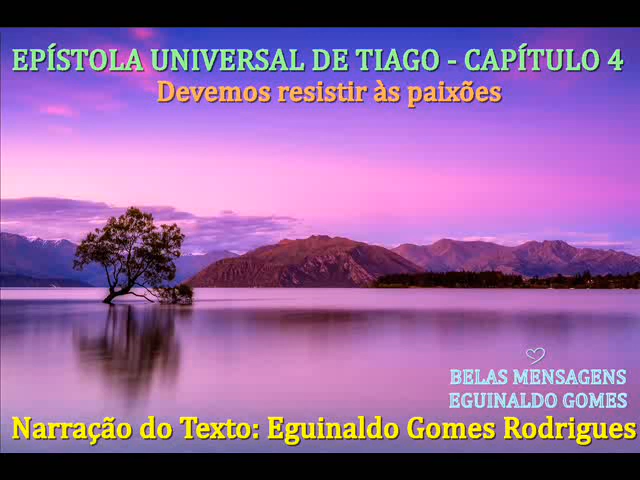 EPÍSTOLA UNIVERSAL DE TIAGO - CAPÍTULO 4
Devemos resistir às paixões
BELAS MENSAGENS
EGUINALDO GOMES
Narração do Texto: Eguinaldo Gomes Rodrigues